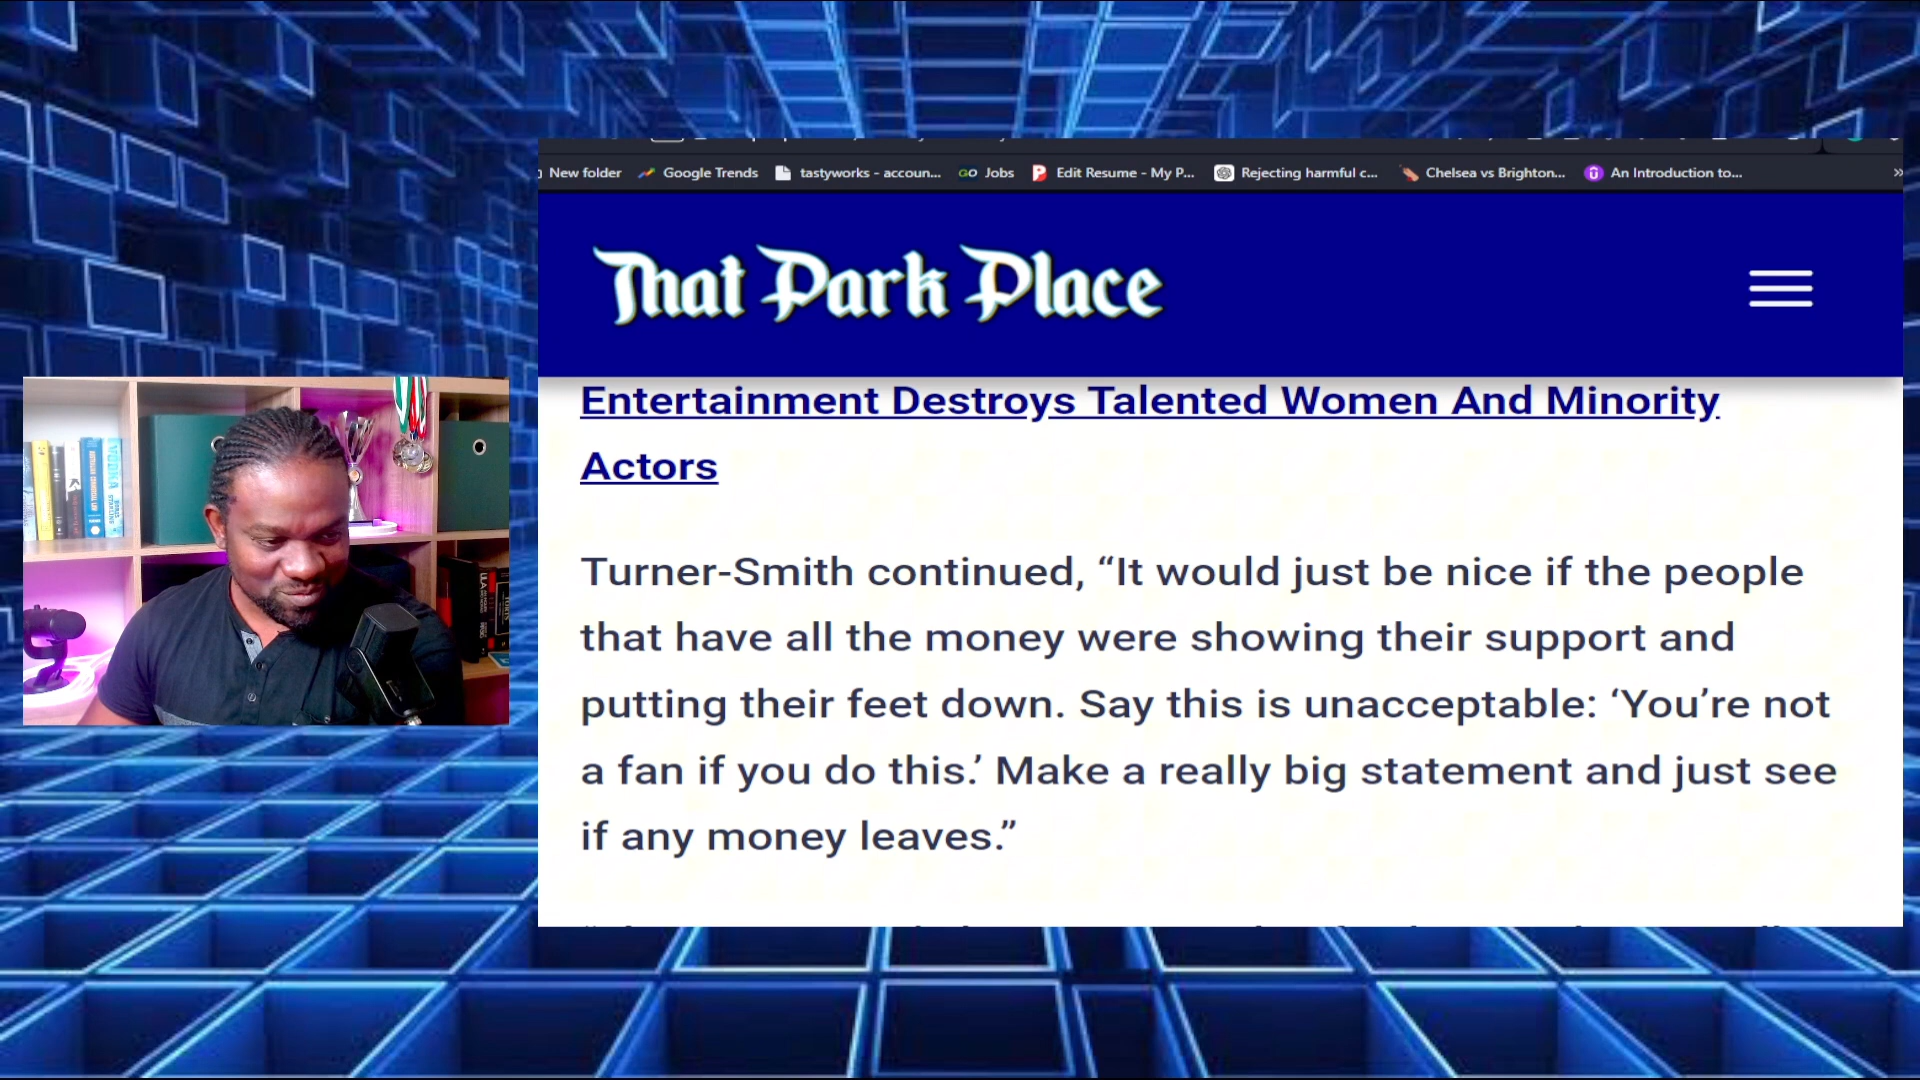 New folder Google Trends tastyworks - accoun... GO Jobs Edit Resume - My P... Rejecting harmful c... Chelsea vs Brighton... An Introduction to... »
That Park Place
Entertainment Destroys Talented Women And Minority
Actors
Turner-Smith continued, “It would just be nice if the people
that have all the money were showing their support and
putting their feet down. Say this is unacceptable: ‘You’re not
a fan if you do this.’ Make a really big statement and just see
if any money leaves.”
VODKA